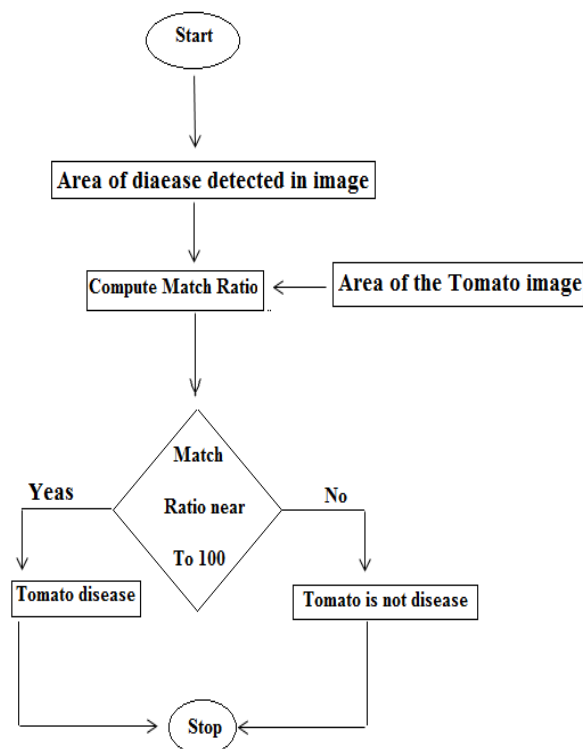 Start
Area of diaease detected in image
Compute Match Ratio
Area of the Tomato image
Match
Ratio near
To 100
Yeas
No
Tomato disease
Tomato is not disease
Stop